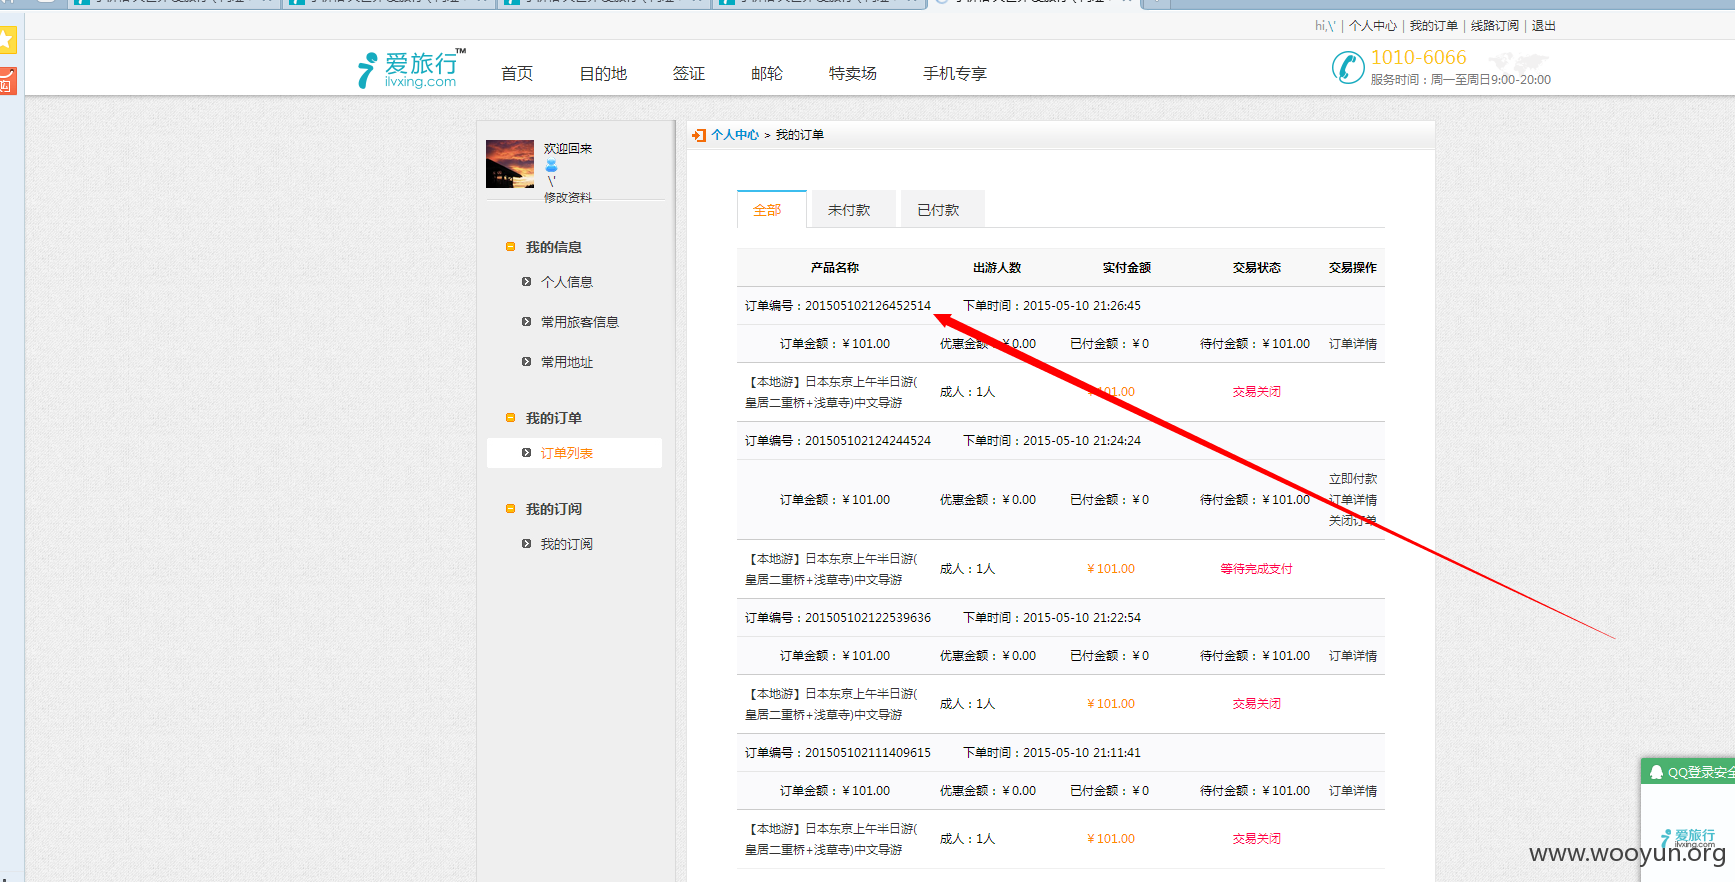 hi,\' | 个人中心 | 我的订单 | 线路订阅 | 退出
爱旅行™
ilvxing.com
首页 目的地 签证 邮轮 特卖场 手机专享
1010-6066
服务时间：周一至周日9:00-20:00
欢迎回来
\'
修改资料
我的信息
个人信息
常用旅客信息
常用地址
我的订单
订单列表
我的订阅
我的订阅
个人中心 > 我的订单
全部 未付款 已付款
产品名称 出游人数 实付金额 交易状态 交易操作
订单编号：201505102126452514 下单时间：2015-05-10 21:26:45
订单金额：￥101.00 优惠金额：￥0.00 已付金额：￥0 待付金额：￥101.00 订单详情
【本地游】日本东京上午半日游(
皇居二重桥+浅草寺)中文导游
成人：1人 ￥101.00 交易关闭
订单编号：201505102124244524 下单时间：2015-05-10 21:24:24
订单金额：￥101.00 优惠金额：￥0.00 已付金额：￥0 待付金额：￥101.00
立即付款
订单详情
关闭订单
【本地游】日本东京上午半日游(
皇居二重桥+浅草寺)中文导游
成人：1人 ￥101.00 等待完成支付
订单编号：201505102122539636 下单时间：2015-05-10 21:22:54
订单金额：￥101.00 优惠金额：￥0.00 已付金额：￥0 待付金额：￥101.00 订单详情
【本地游】日本东京上午半日游(
皇居二重桥+浅草寺)中文导游
成人：1人 ￥101.00 交易关闭
订单编号：201505102111409615 下单时间：2015-05-10 21:11:41
订单金额：￥101.00 优惠金额：￥0.00 已付金额：￥0 待付金额：￥101.00 订单详情
【本地游】日本东京上午半日游(
皇居二重桥+浅草寺)中文导游
成人：1人 ￥101.00 交易关闭
QQ登录安全
爱旅行
ilvxing.com
www.wooyun.org